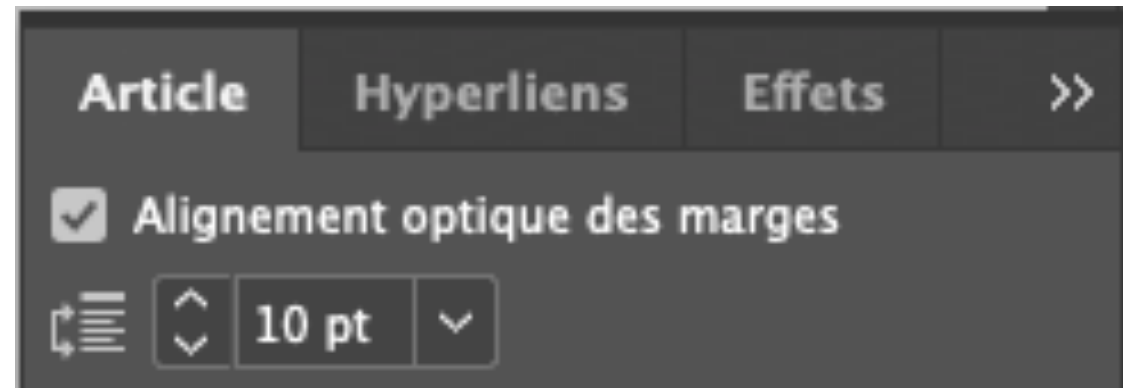 Article Hyperliens Effets >>
Alignement optique des marges
10 pt